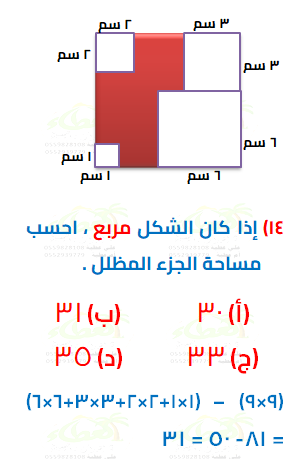 ٢ سم
٣ سم
٢ سم
٣ سم
٦ سم
١ سم
١ سم
٦ سم
١٤) إذا كان الشكل مربع ، احسب
مساحة الجزء المظلل .
(أ) ٣٠ (ب) ٣١
(ج) ٣٣ (د) ٣٥
(٩×٩) – (١×١+٢×٢+٣×٣+٦×٦)
= ٨١ - ٥٠ = ٣١